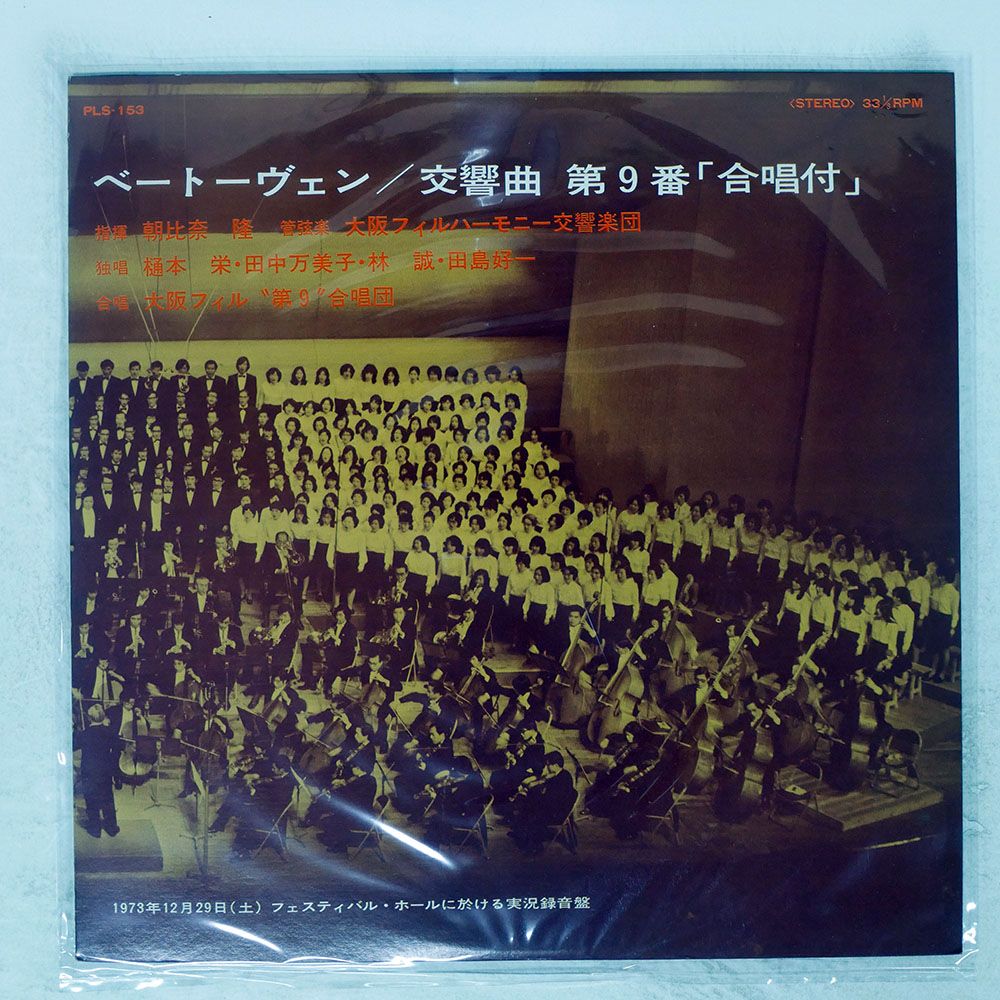 PLS-153
〈STEREO〉 33⅓RPM
ベートーヴェン／交響曲 第9番「合唱付」
指揮 朝比奈 隆 管弦楽 大阪フィルハーモニー交響楽団
独唱 樋本 栄・田中万美子・林 誠・田島好一
合唱 大阪フィル〝第9〟合唱団
1973年12月29日(土) フェスティバル・ホールに於ける実況録音盤